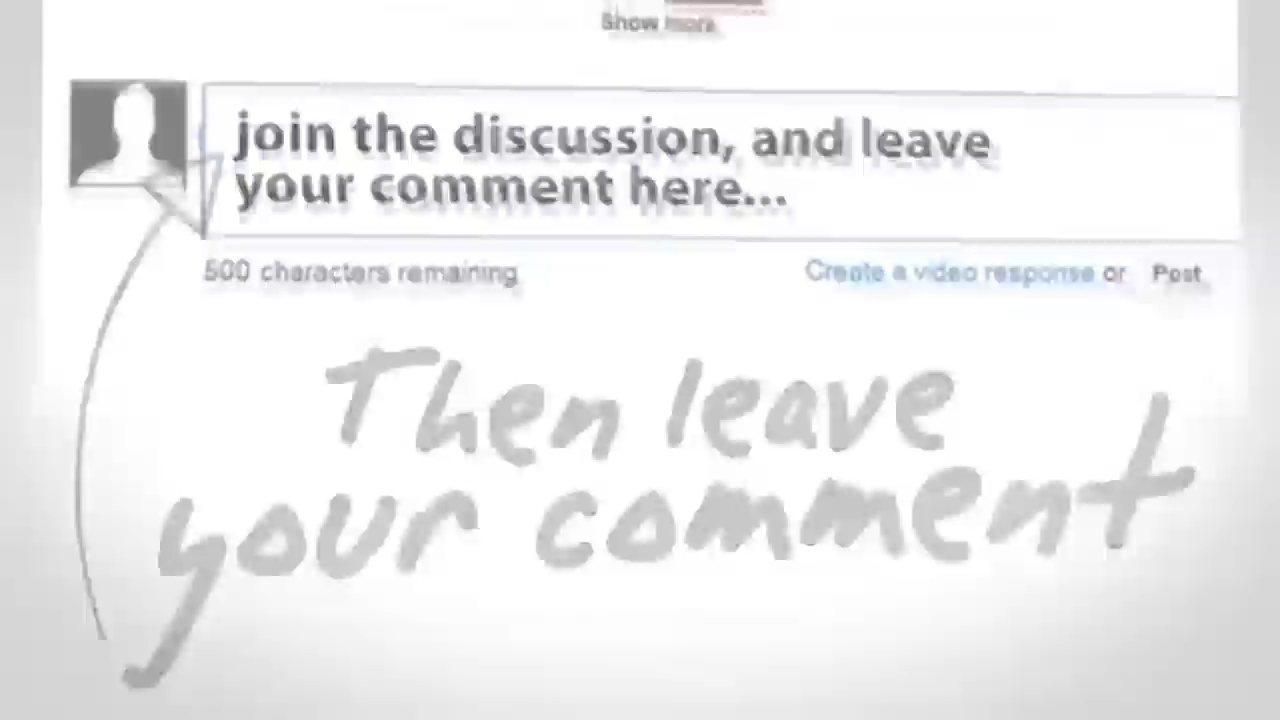 Show more
join the discussion, and leave
your comment here...
500 characters remaining
Create a video response or Post
Then leave
your comment